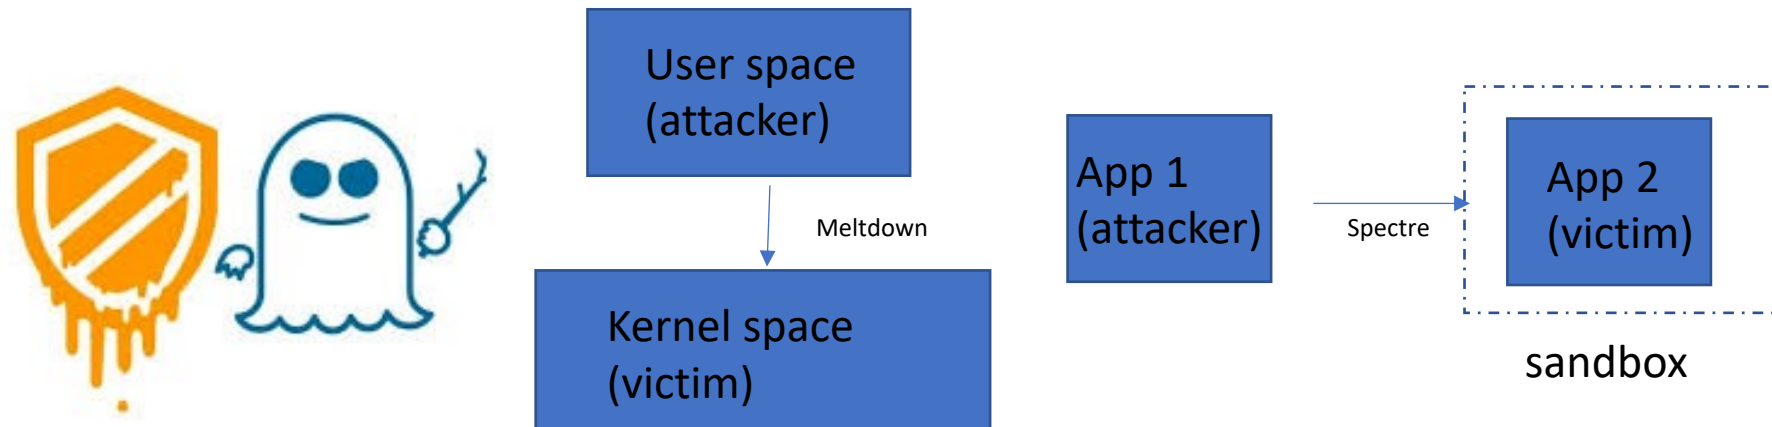 User space
(attacker)
Meltdown
Kernel space
(victim)
App 1
(attacker)
Spectre
App 2
(victim)
sandbox